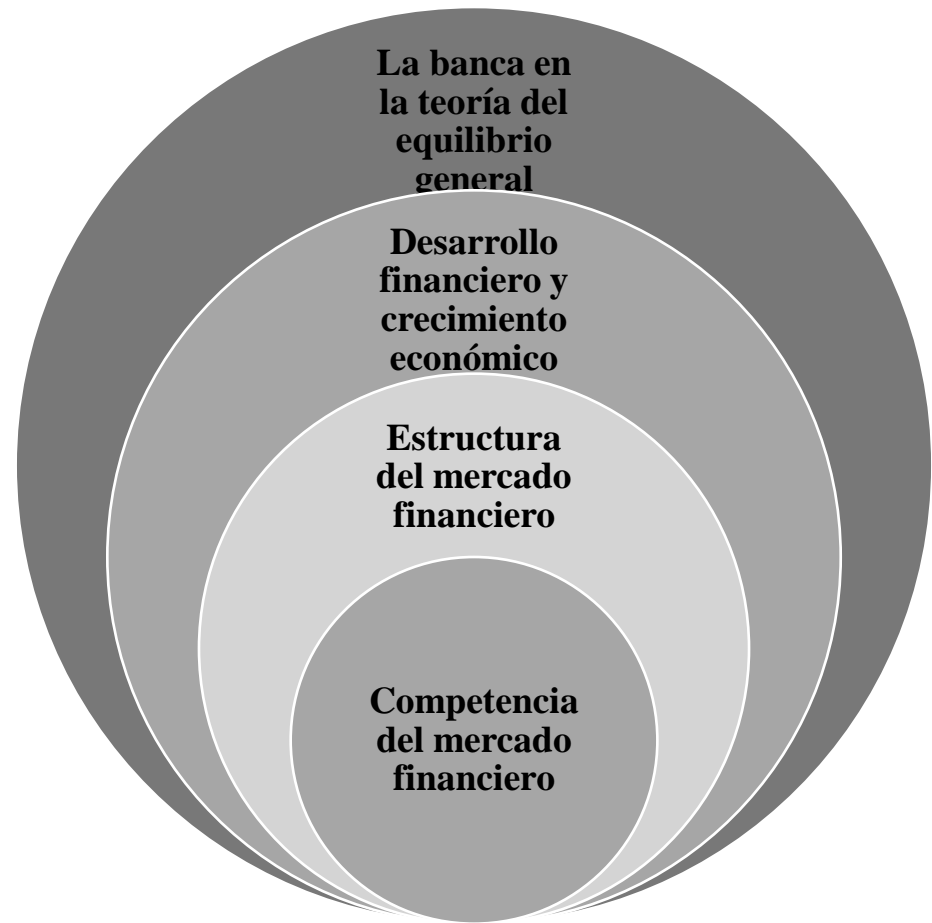 La banca en
la teoría del
equilibrio
general
Desarrollo
financiero y
crecimiento
económico
Estructura
del mercado
financiero
Competencia
del mercado
financiero